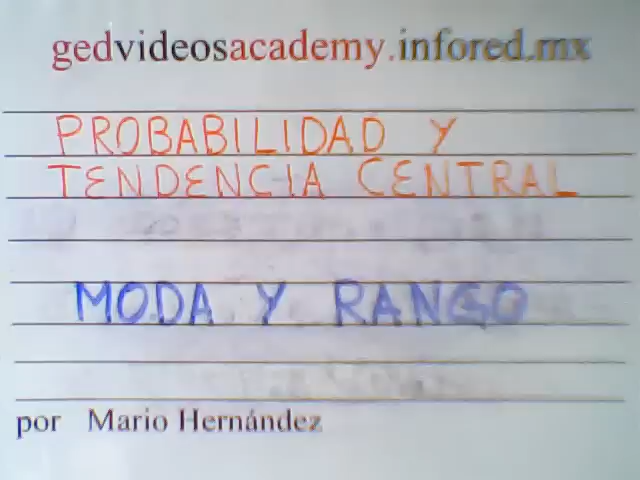 gedvideosacademy.infored.mx
PROBABILIDAD Y
TENDENCIA CENTRAL
MODA Y RANGO
por Mario Hernández